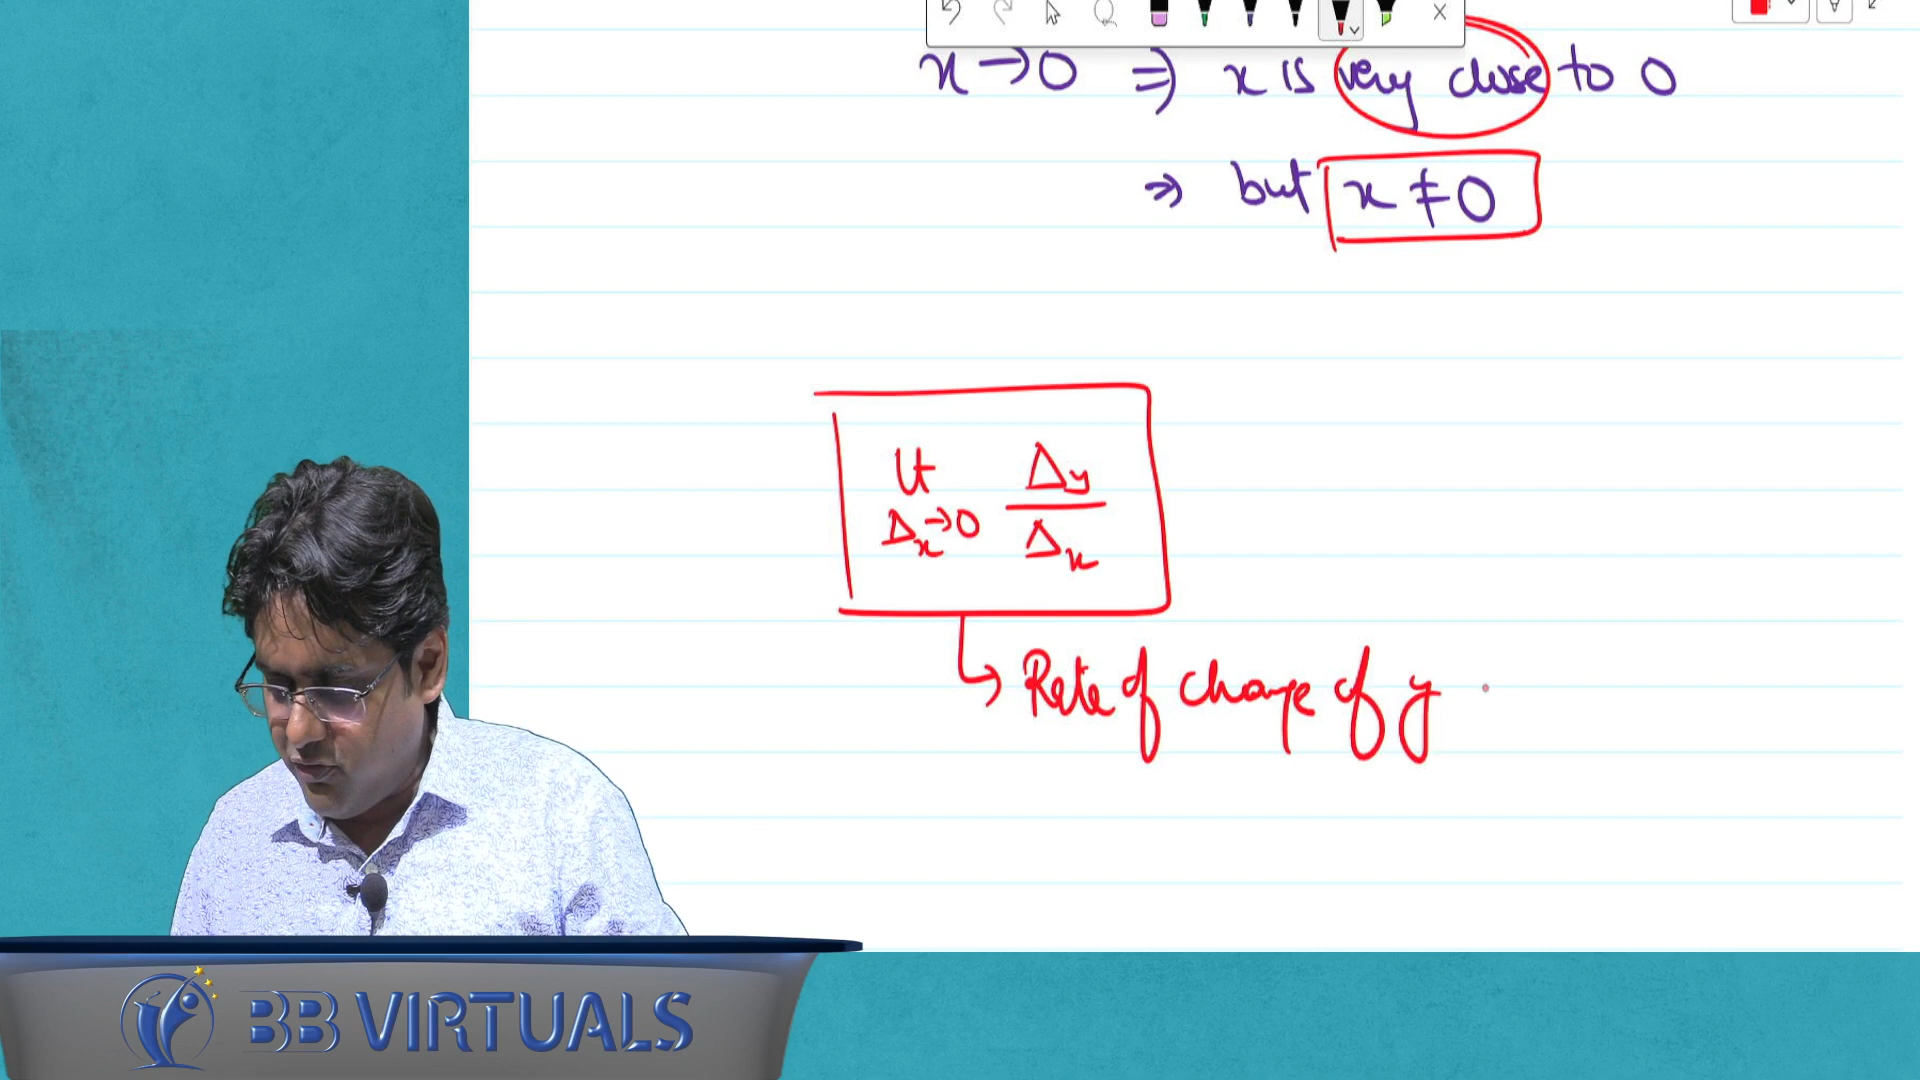 x → 0 ⇒ x is very close to 0
⇒ but x ≠ 0
Lt Δy
Δx→0 Δx
Rate of change of y
BB VIRTUALS